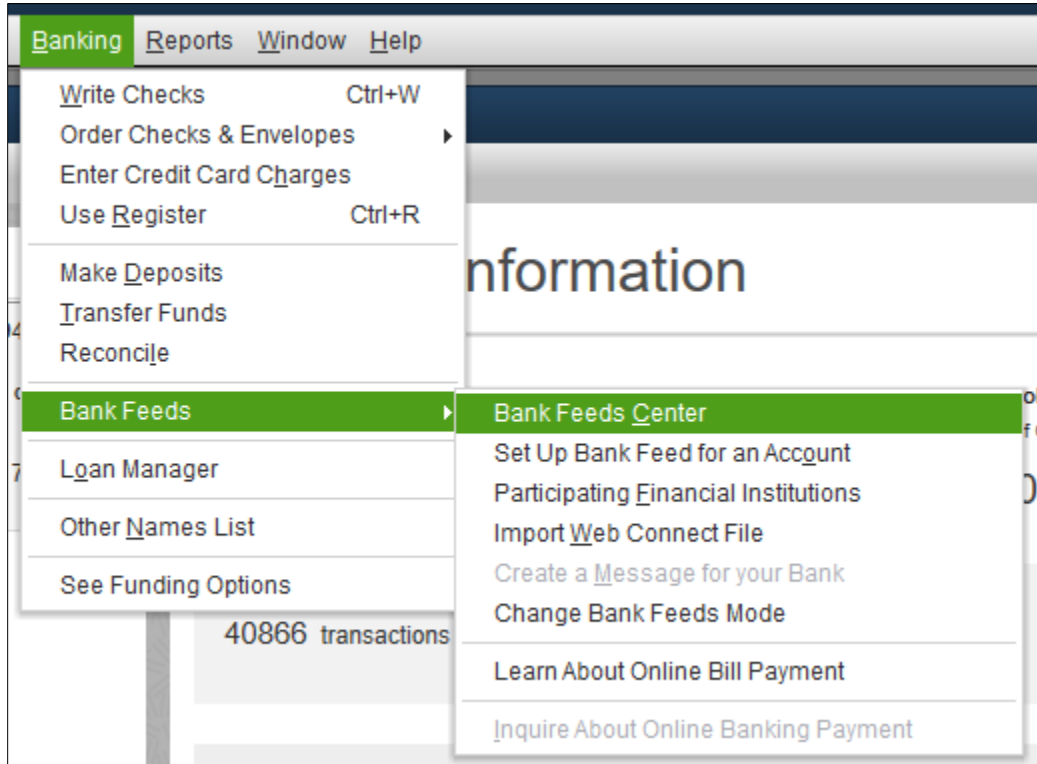 Banking Reports Window Help
Write Checks Ctrl+W
Order Checks & Envelopes
Enter Credit Card Charges
Use Register Ctrl+R
nformation
Make Deposits
Transfer Funds
Reconcile
Bank Feeds
Bank Feeds Center
Set Up Bank Feed for an Account
Loan Manager
Participating Financial Institutions
Other Names List
Import Web Connect File
Create a Message for your Bank
See Funding Options
Change Bank Feeds Mode
40866 transactions
Learn About Online Bill Payment
Inquire About Online Banking Payment